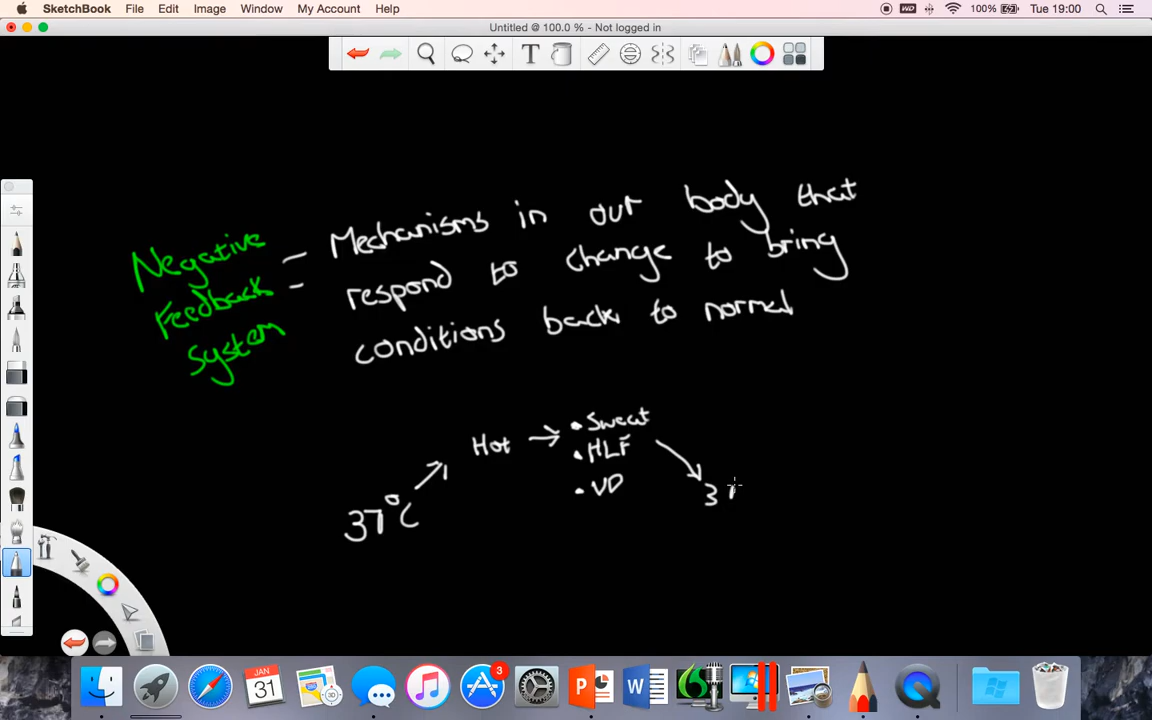 SketchBook File Edit Image Window My Account Help 100% Tue 19:00
Untitled @ 100.0 % - Not logged in
Negative Feedback system
= Mechanisms in our body that
respond to change to bring
conditions back to normal
37°C
Hot
• Sweat
• HLF
• VD
3
JAN
31
3